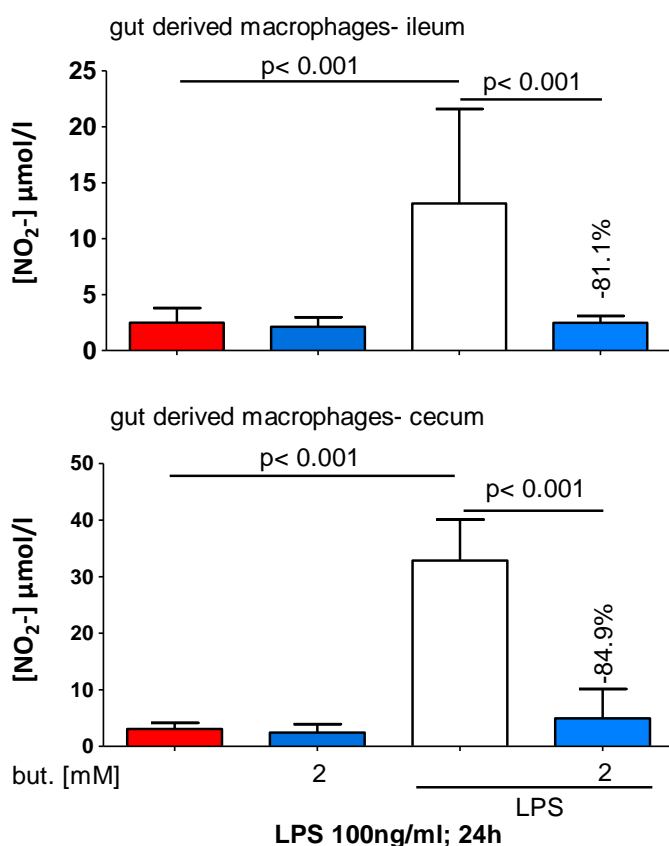 gut derived macrophages- ileum
p< 0.001
p< 0.001
25
20
15
10
5
0
[NO₂-] µmol/l
-81.1%
gut derived macrophages- cecum
p< 0.001
p< 0.001
50
40
30
20
10
0
[NO₂-] µmol/l
-84.9%
but. [mM] 2 2
LPS
LPS 100ng/ml; 24h